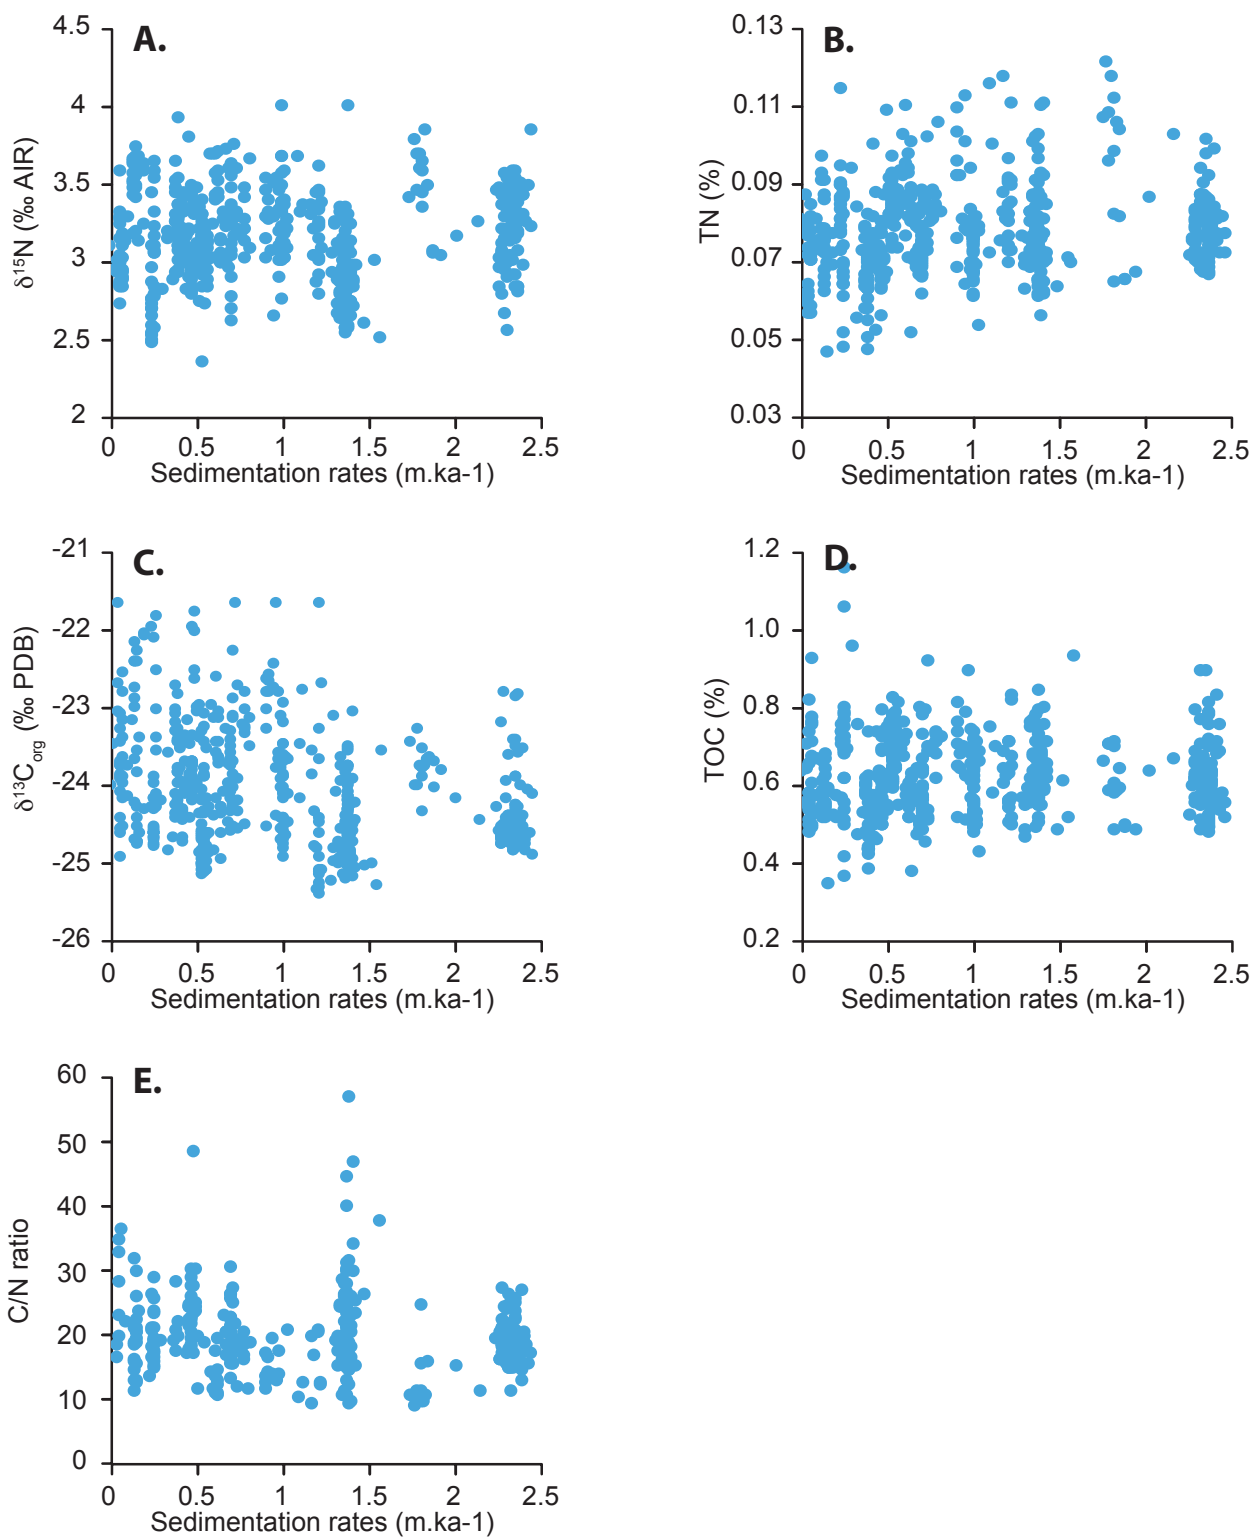 A.
4.5
4
3.5
3
2.5
2
δ¹⁵N (‰ AIR)
0 0.5 1 1.5 2 2.5
Sedimentation rates (m.ka-1)
B.
0.13
0.11
0.09
0.07
0.05
0.03
TN (%)
0 0.5 1 1.5 2 2.5
Sedimentation rates (m.ka-1)
C.
-21
-22
-23
-24
-25
-26
δ¹³Corg (‰ PDB)
0 0.5 1 1.5 2 2.5
Sedimentation rates (m.ka-1)
D.
1.2
1.0
0.8
0.6
0.4
0.2
TOC (%)
0 0.5 1 1.5 2 2.5
Sedimentation rates (m.ka-1)
E.
60
50
40
30
20
10
0
C/N ratio
0 0.5 1 1.5 2 2.5
Sedimentation rates (m.ka-1)